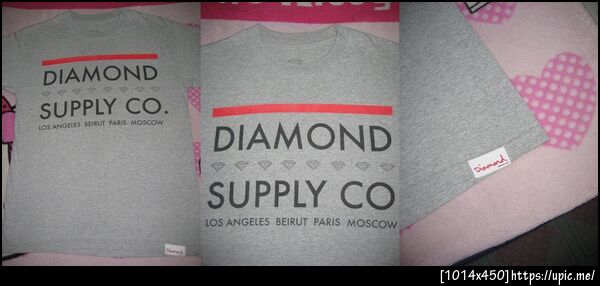 DIAMOND
SUPPLY CO.
LOS ANGELES BEIRUT PARIS MOSCOW
DIAMOND
SUPPLY CO
LOS ANGELES BEIRUT PARIS MOSCOW
Diamond
[1014x450]https://upic.me/